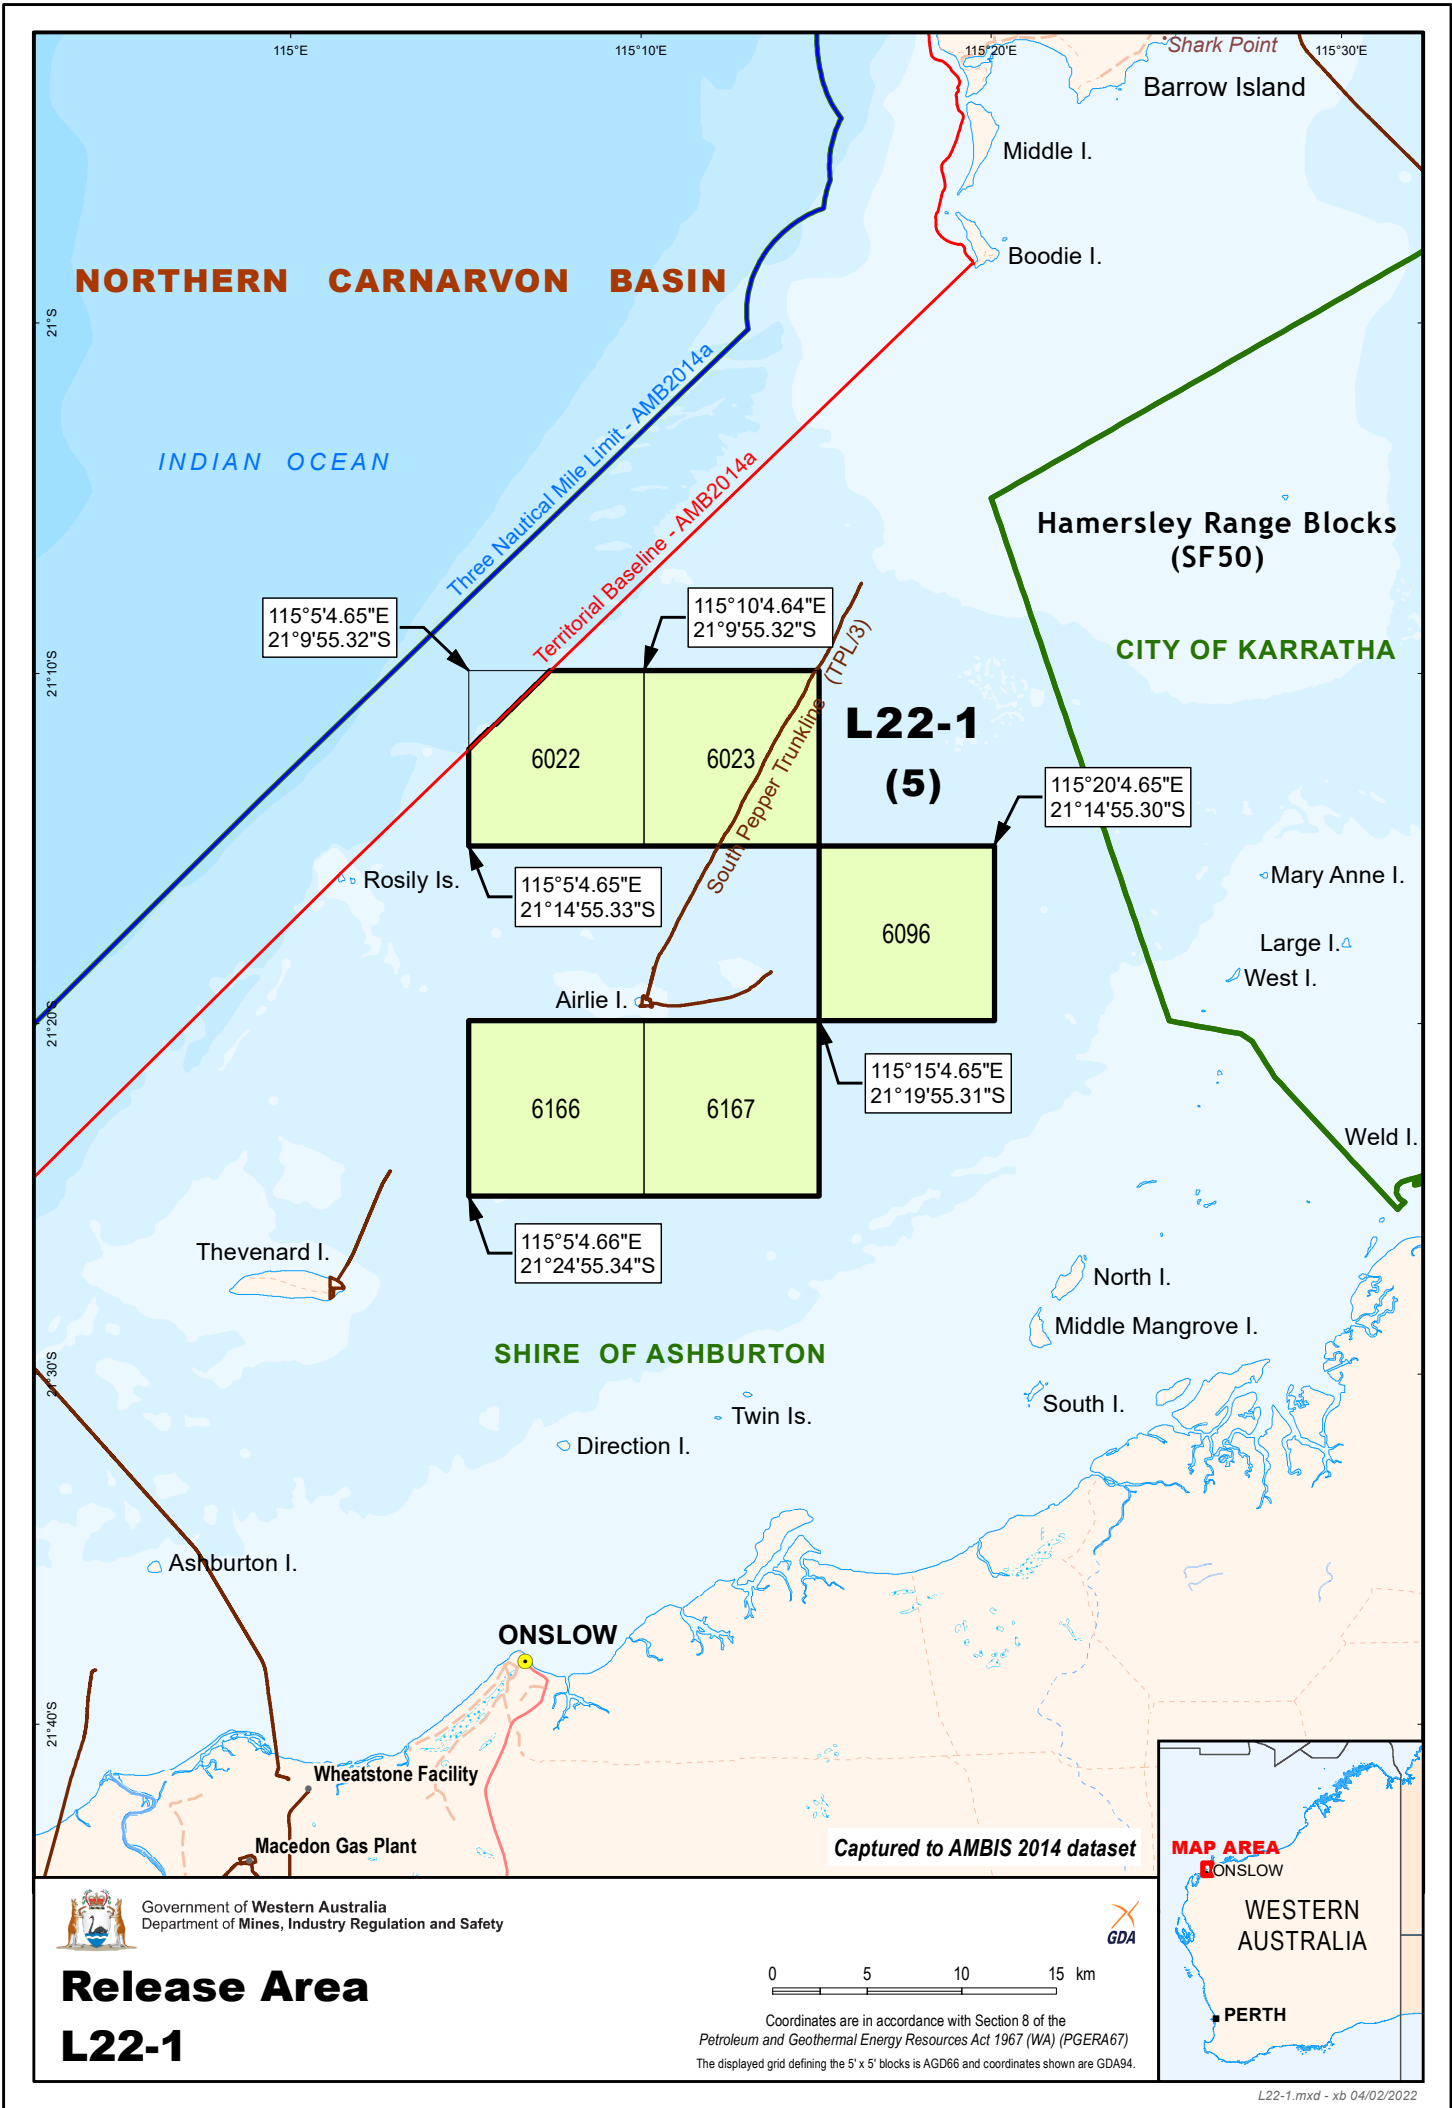 115°E
115°10'E
115°20'E
115°30'E
Shark Point
Barrow Island
Middle I.
Boodie I.
NORTHERN CARNARVON BASIN
21°S
Three Nautical Mile Limit - AMB2014a
INDIAN OCEAN
Territorial Baseline - AMB2014a
Hamersley Range Blocks
(SF50)
115°5'4.65"E
21°9'55.32"S
115°10'4.64"E
21°9'55.32"S
CITY OF KARRATHA
21°10'S
South Pepper Trunkline (TPL/3)
L22-1
(5)
6022
6023
115°20'4.65"E
21°14'55.30"S
Rosily Is.
115°5'4.65"E
21°14'55.33"S
Mary Anne I.
6096
Large I.
West I.
Airlie I.
21°20'S
115°15'4.65"E
21°19'55.31"S
6166
6167
Weld I.
Thevenard I.
115°5'4.66"E
21°24'55.34"S
North I.
Middle Mangrove I.
SHIRE OF ASHBURTON
21°30'S
South I.
Twin Is.
Direction I.
Ashburton I.
ONSLOW
21°40'S
Wheatstone Facility
Macedon Gas Plant
Captured to AMBIS 2014 dataset
MAP AREA
ONSLOW
WESTERN
AUSTRALIA
PERTH
Government of Western Australia
Department of Mines, Industry Regulation and Safety
GDA
Release Area
L22-1
0 5 10 15 km
Coordinates are in accordance with Section 8 of the
Petroleum and Geothermal Energy Resources Act 1967 (WA) (PGERA67)
The displayed grid defining the 5' x 5' blocks is AGD66 and coordinates shown are GDA94.
L22-1.mxd - xb 04/02/2022